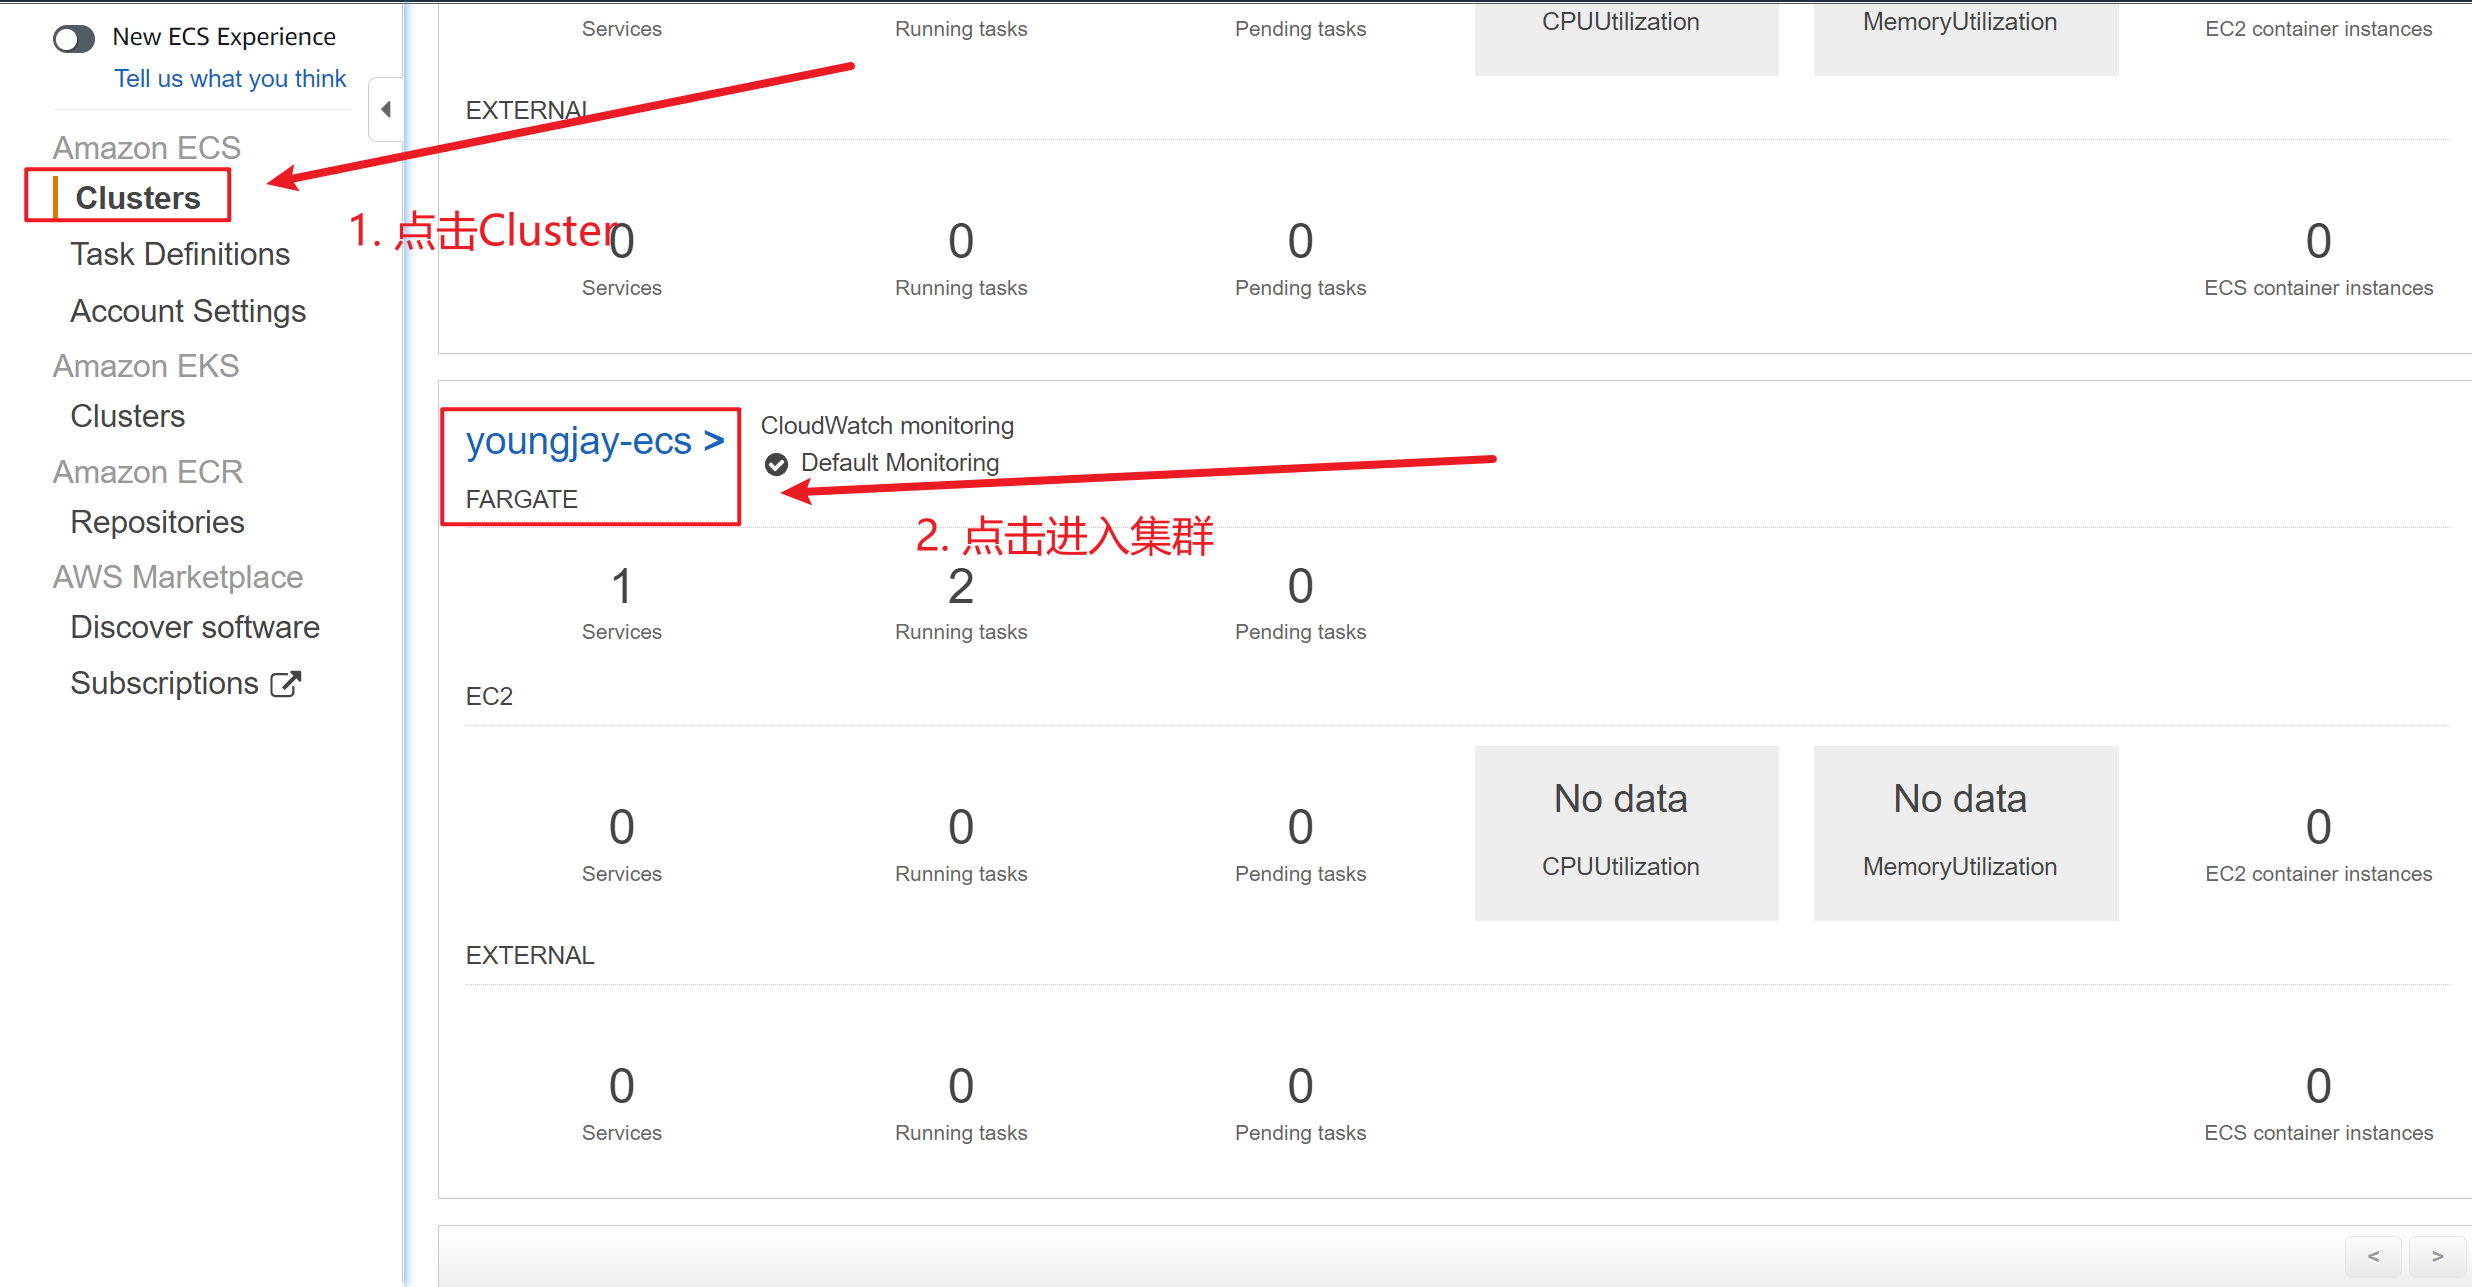 New ECS Experience
Tell us what you think
Amazon ECS
Clusters
Task Definitions
Account Settings
Amazon EKS
Clusters
Amazon ECR
Repositories
AWS Marketplace
Discover software
Subscriptions
Services Running tasks Pending tasks CPUUtilization MemoryUtilization EC2 container instances
EXTERNAL
1. 点击Cluster
0 0 0 0
Services Running tasks Pending tasks ECS container instances
youngjay-ecs >
CloudWatch monitoring
Default Monitoring
FARGATE
2. 点击进入集群
1 2 0
Services Running tasks Pending tasks
EC2
No data No data
0 0 0 0
CPUUtilization MemoryUtilization
Services Running tasks Pending tasks EC2 container instances
EXTERNAL
0 0 0 0
Services Running tasks Pending tasks ECS container instances
< >